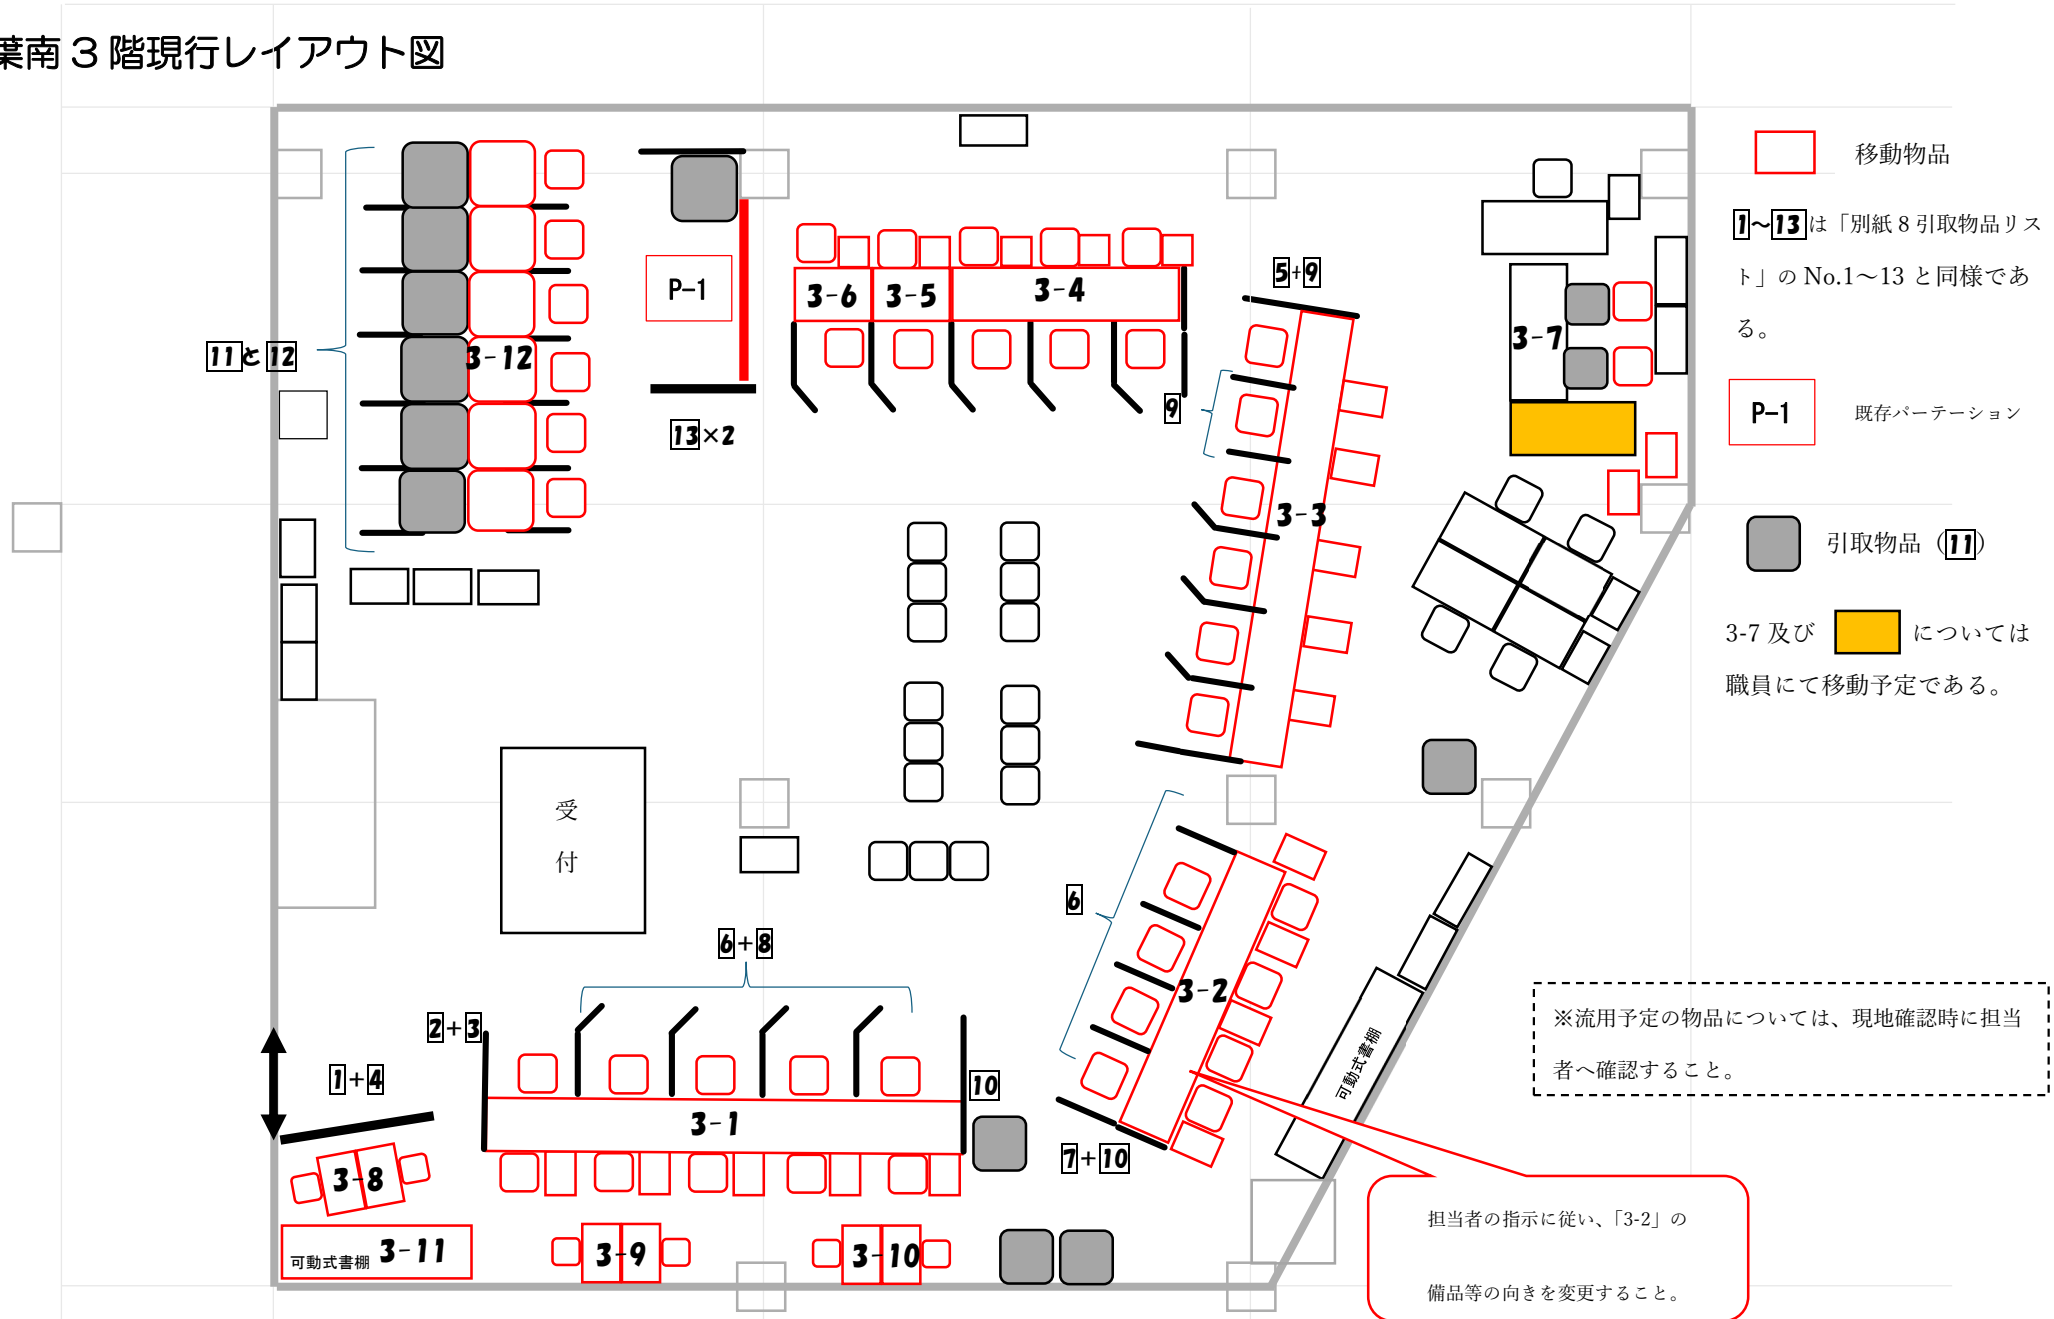 葉南３階現行レイアウト図
移動物品
1～13は「別紙８引取物品リス
ト」の No.1～13 と同様であ
る。
P-1
既存パーテーション
引取物品（11）
3-7 及び
については
職員にて移動予定である。
11と12
3-12
P-1
13×2
3-6
3-5
3-4
5+9
9
3-3
3-7
受
付
6+8
6
3-2
2+3
1+4
10
3-1
7+10
3-8
可動式書棚
3-11
3-9
3-10
可動式書棚
※流用予定の物品については、現地確認時に担当
者へ確認すること。
担当者の指示に従い、「3-2」の
備品等の向きを変更すること。